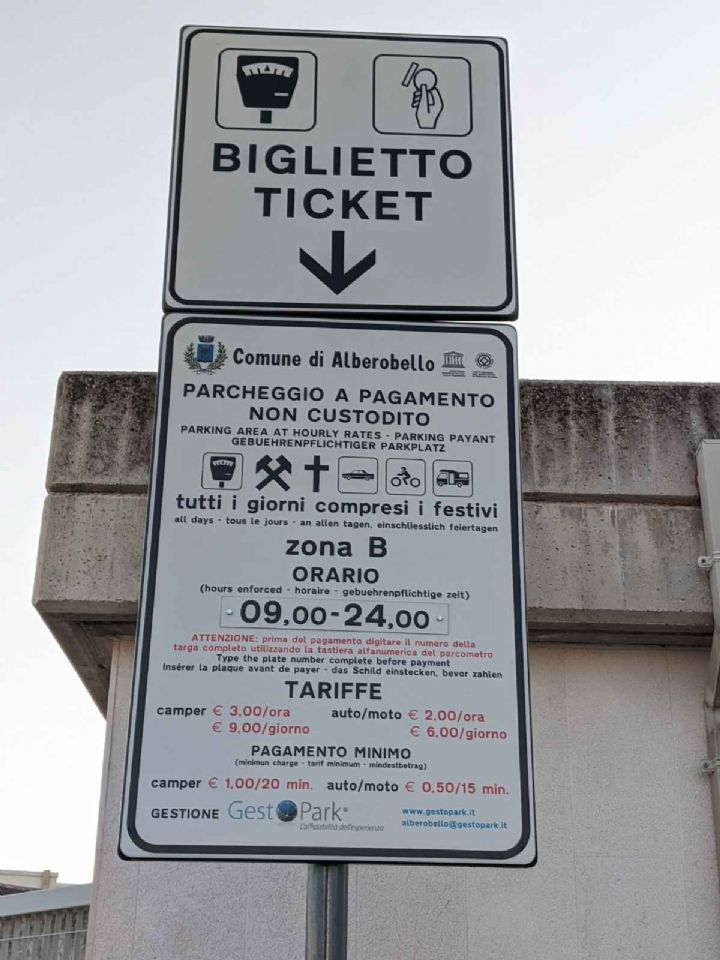 BIGLIETTO
TICKET
Comune di Alberobello
PARCHEGGIO A PAGAMENTO
NON CUSTODITO
PARKING AREA AT HOURLY RATES - PARKING PAYANT
GEBUEHRENPFLICHTIGER PARKPLATZ
tutti i giorni compresi i festivi
all days - tous le jours - an allen tagen, einschliesslich feiertagen
zona B
ORARIO
(hours enforced - horaire - gebuehrenpflichtige zeit)
09,00-24,00
ATTENZIONE: prima del pagamento digitare il numero della
targa completo utilizzando la tastiera alfanumerica del parcometro
Type the plate number complete before payment
Insérer la plaque avant de payer - das Schild einstecken, bevor zahlen
TARIFFE
camper € 3,00/ora auto/moto € 2,00/ora
€ 9,00/giorno € 6,00/giorno
PAGAMENTO MINIMO
(minimun charge - tarif minimum - mindestbetrag)
camper € 1,00/20 min. auto/moto € 0,50/15 min.
GESTIONE GestPark®
L'affidabilità dell'esperienza
www.gestopark.it
alberobello@gestopark.it